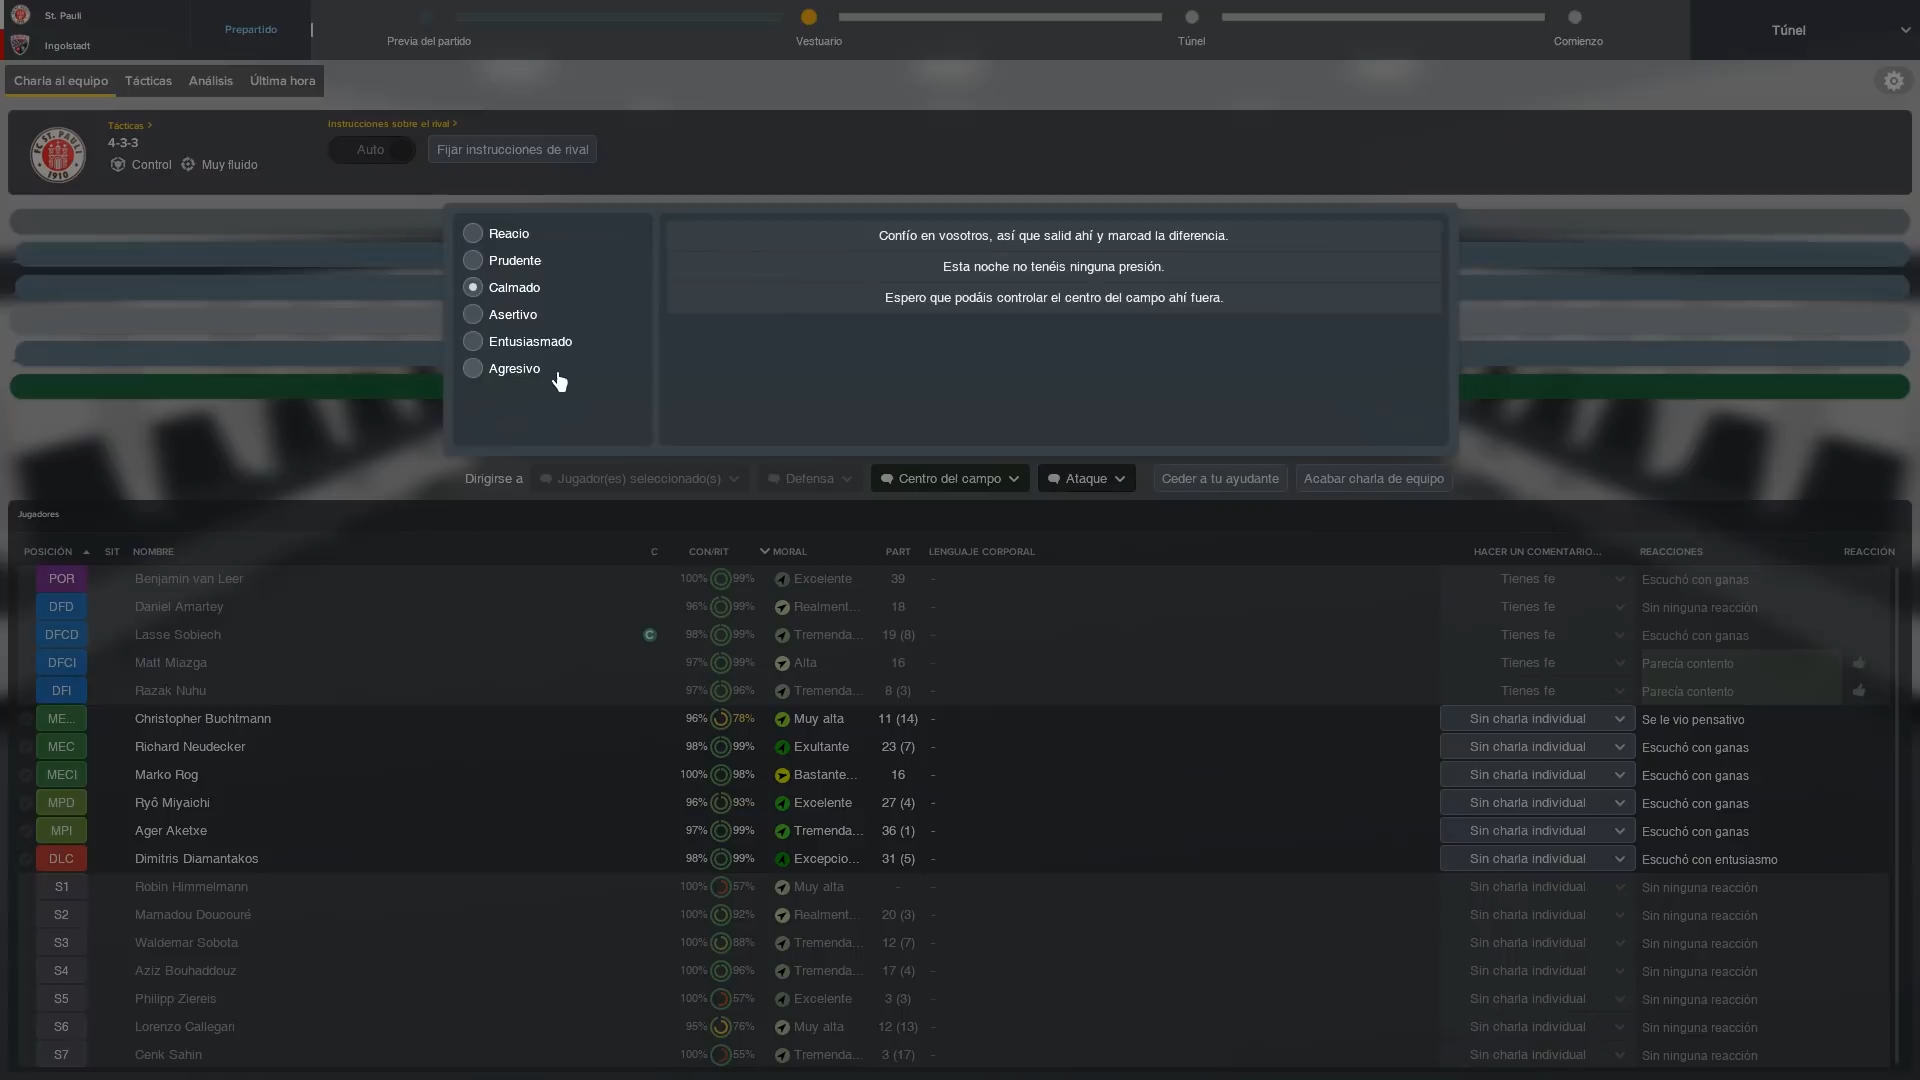 St. Pauli
Ingolstadt
Prepartido
Previa del partido
Vestuario
Túnel
Comienzo
Túnel
Charla al equipo Tácticas Análisis Última hora
FC ST. PAULI
1910
Tácticas >
4-3-3
Control Muy fluido
Instrucciones sobre el rival >
Auto Fijar instrucciones de rival
Reacio
Prudente
Calmado
Asertivo
Entusiasmado
Agresivo
Confío en vosotros, así que salid ahí y marcad la diferencia.
Esta noche no tenéis ninguna presión.
Espero que podáis controlar el centro del campo ahí fuera.
Dirigirse a Jugador(es) seleccionado(s) Defensa Centro del campo Ataque Ceder a tu ayudante Acabar charla de equipo
Jugadores
POSICIÓN SIT NOMBRE C CON/RIT MORAL PART LENGUAJE CORPORAL HACER UN COMENTARIO... REACCIONES REACCIÓN
POR Benjamin van Leer 100% 99% Excelente 39 - Tienes fe Escuchó con ganas
DFD Daniel Amartey 96% 99% Realment... 18 - Tienes fe Sin ninguna reacción
DFCD Lasse Sobiech C 98% 99% Tremenda... 19 (8) - Tienes fe Escuchó con ganas
DFCI Matt Miazga 97% 99% Alta 16 - Tienes fe Parecía contento
DFI Razak Nuhu 97% 96% Tremenda... 8 (3) - Tienes fe Parecía contento
ME... Christopher Buchtmann 96% 78% Muy alta 11 (14) - Sin charla individual Se le vio pensativo
MEC Richard Neudecker 98% 99% Exultante 23 (7) - Sin charla individual Escuchó con ganas
MECI Marko Rog 100% 98% Bastante... 16 - Sin charla individual Escuchó con ganas
MPD Ryō Miyaichi 96% 93% Excelente 27 (4) - Sin charla individual Escuchó con ganas
MPI Ager Aketxe 97% 99% Tremenda... 36 (1) - Sin charla individual Escuchó con ganas
DLC Dimitris Diamantakos 98% 99% Excepcio... 31 (5) - Sin charla individual Escuchó con entusiasmo
S1 Robin Himmelmann 100% 57% Muy alta - - Sin charla individual Sin ninguna reacción
S2 Mamadou Doucouré 100% 92% Realment... 20 (3) - Sin charla individual Sin ninguna reacción
S3 Waldemar Sobota 100% 88% Tremenda... 12 (7) - Sin charla individual Sin ninguna reacción
S4 Aziz Bouhaddouz 100% 96% Tremenda... 17 (4) - Sin charla individual Sin ninguna reacción
S5 Philipp Ziereis 100% 57% Excelente 3 (3) - Sin charla individual Sin ninguna reacción
S6 Lorenzo Callegari 95% 76% Muy alta 12 (13) - Sin charla individual Sin ninguna reacción
S7 Cenk Sahin 100% 55% Tremenda... 3 (17) - Sin charla individual Sin ninguna reacción